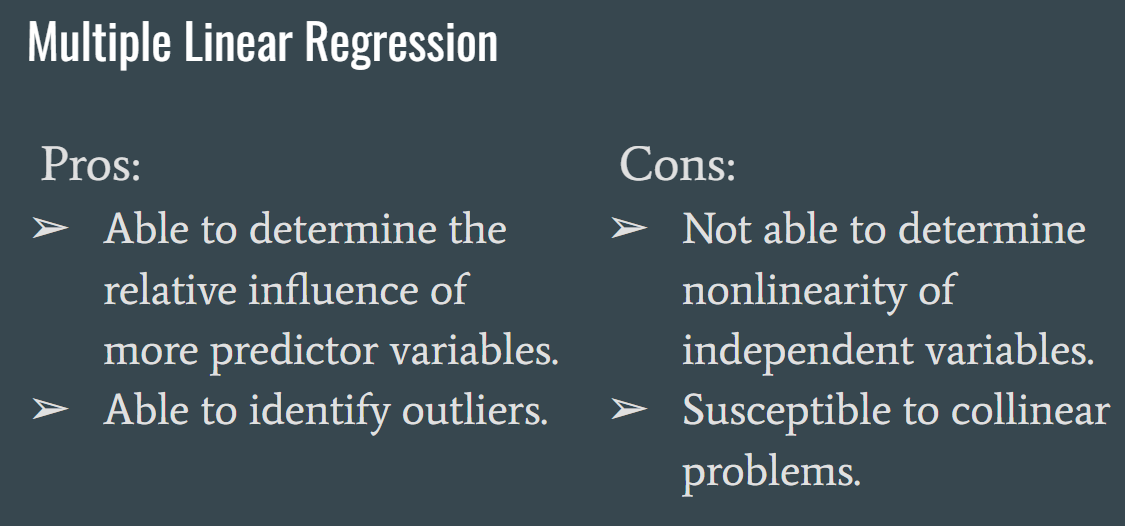 Multiple Linear Regression
Pros:
➢ Able to determine the
relative influence of
more predictor variables.
➢ Able to identify outliers.
Cons:
➢ Not able to determine
nonlinearity of
independent variables.
➢ Susceptible to collinear
problems.